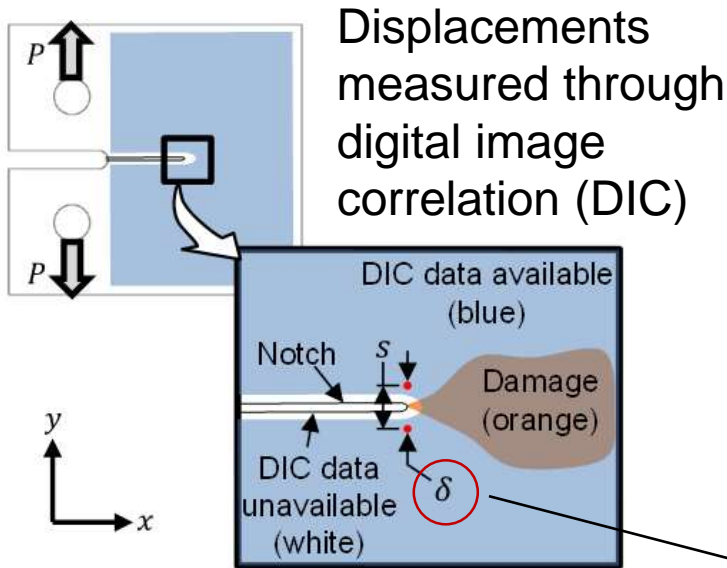 Displacements
measured through
digital image
correlation (DIC)
P
P
DIC data available
(blue)
Notch
s
Damage
(orange)
DIC data
unavailable
(white)
δ
y
x